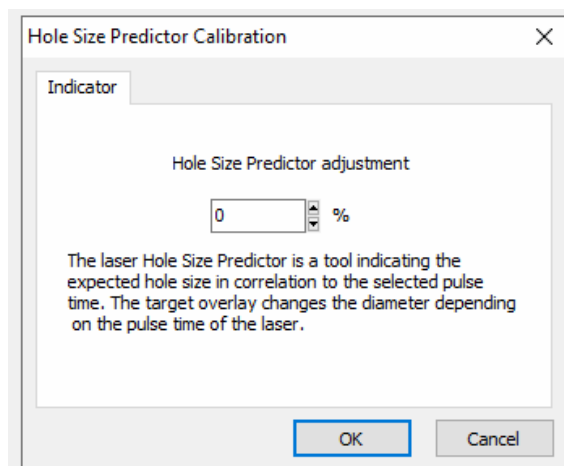 Hole Size Predictor Calibration
Indicator
Hole Size Predictor adjustment
0 %
The laser Hole Size Predictor is a tool indicating the
expected hole size in correlation to the selected pulse
time. The target overlay changes the diameter depending
on the pulse time of the laser.
OK Cancel